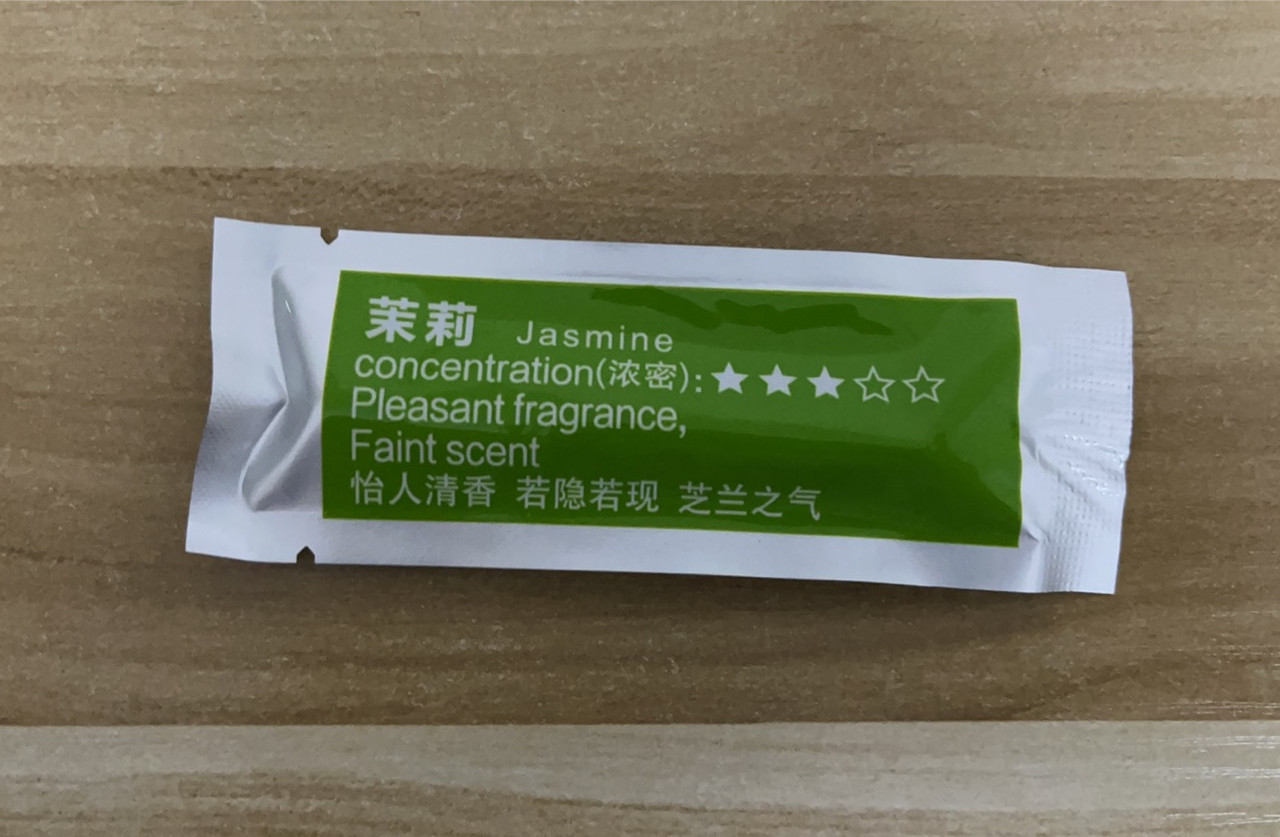 茉莉 Jasmine
concentration(浓密):★★★☆☆
Pleasant fragrance,
Faint scent
怡人清香 若隐若现 芝兰之气